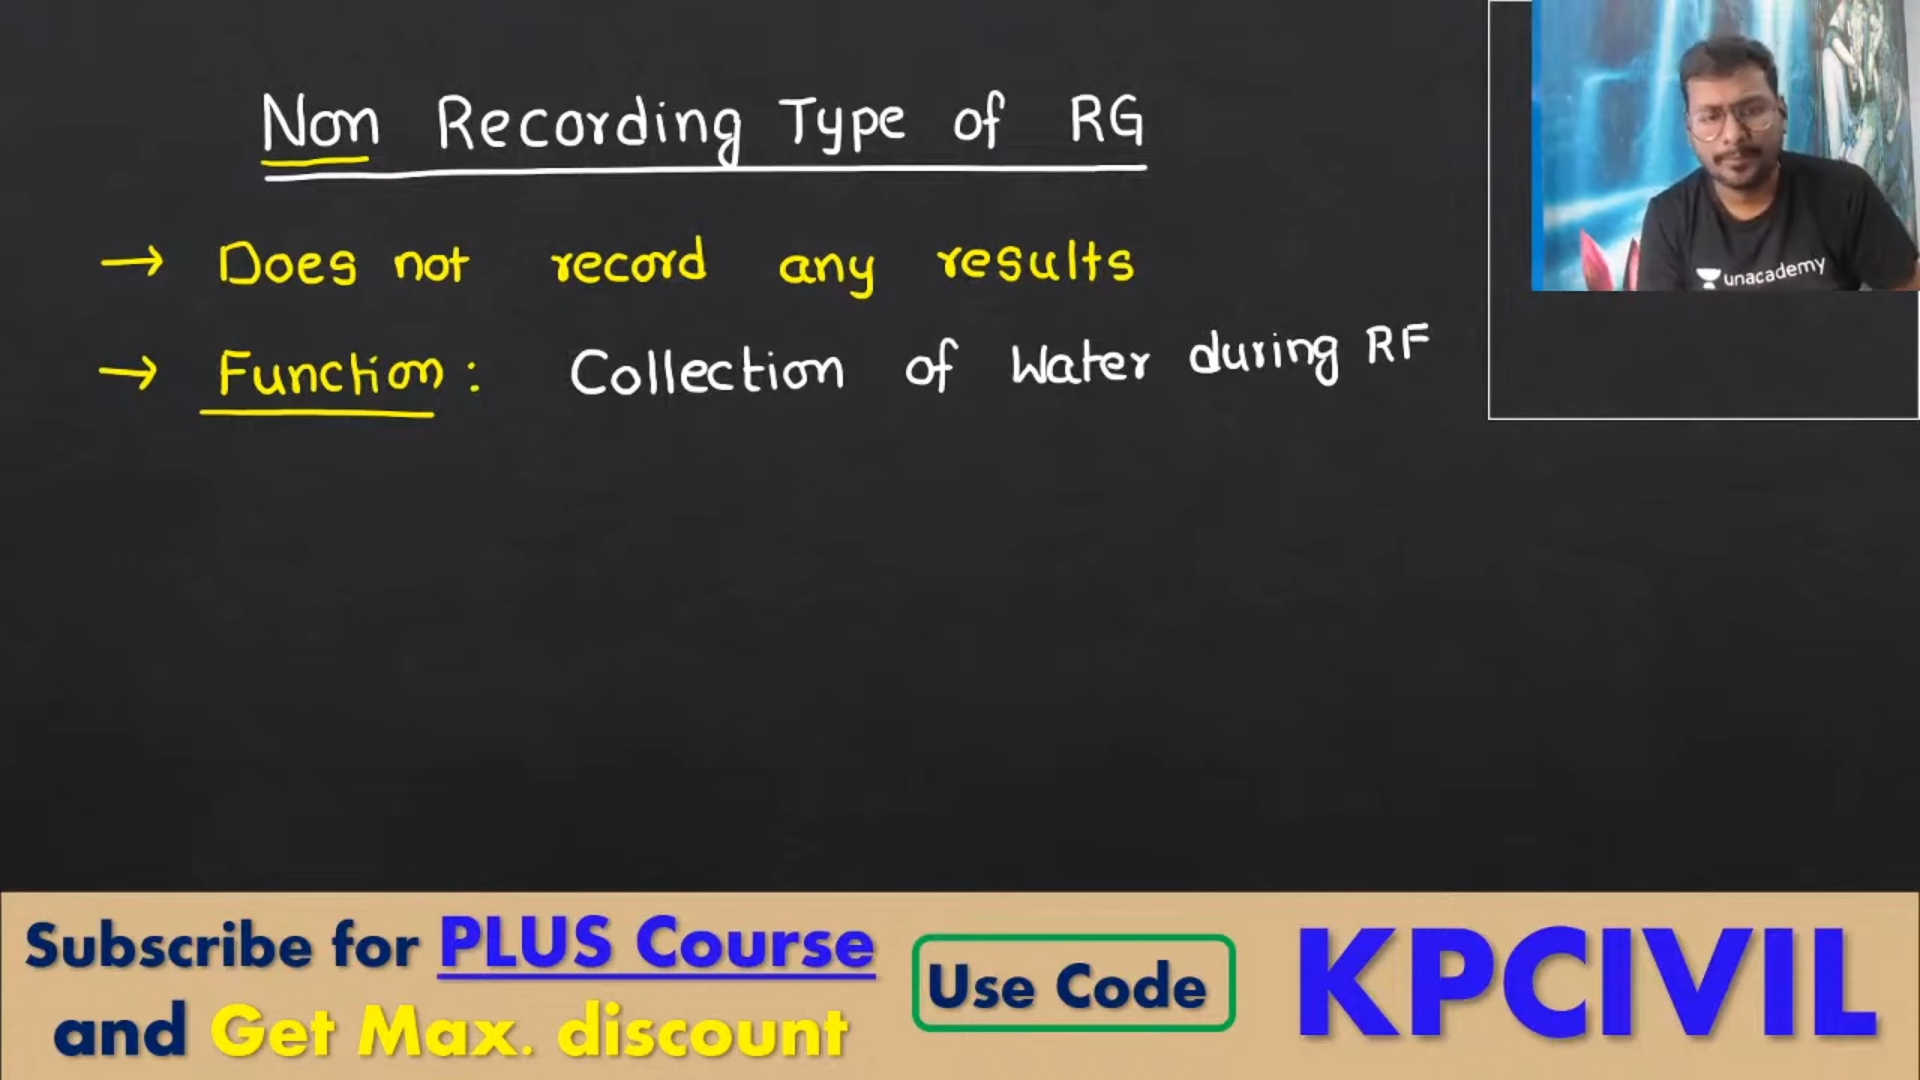 Non Recording Type of RG
→ Does not record any results
→ Function : Collection of Water during RF
unacademy
Subscribe for PLUS Course
and Get Max. discount
Use Code
KPCIVIL